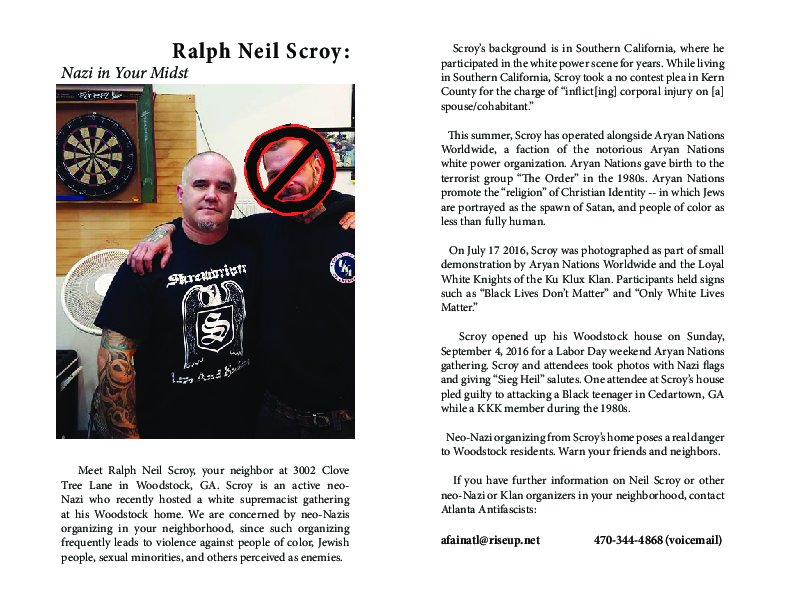 Ralph Neil Scroy:
Nazi in Your Midst
S
Meet Ralph Neil Scroy, your neighbor at 3002 Clove
Tree Lane in Woodstock, GA. Scroy is an active neo-
Nazi who recently hosted a white supremacist gathering
at his Woodstock home. We are concerned by neo-Nazis
organizing in your neighborhood, since such organizing
frequently leads to violence against people of color, Jewish
people, sexual minorities, and others perceived as enemies.
Scroy's background is in Southern California, where he
participated in the white power scene for years. While living
in Southern California, Scroy took a no contest plea in Kern
County for the charge of "inflict[ing] corporal injury on [a]
spouse/cohabitant."
This summer, Scroy has operated alongside Aryan Nations
Worldwide, a faction of the notorious Aryan Nations
white power organization. Aryan Nations gave birth to the
terrorist group "The Order" in the 1980s. Aryan Nations
promote the "religion" of Christian Identity -- in which Jews
are portrayed as the spawn of Satan, and people of color as
less than fully human.
On July 17 2016, Scroy was photographed as part of small
demonstration by Aryan Nations Worldwide and the Loyal
White Knights of the Ku Klux Klan. Participants held signs
such as "Black Lives Don't Matter" and "Only White Lives
Matter."
Scroy opened up his Woodstock house on Sunday,
September 4, 2016 for a Labor Day weekend Aryan Nations
gathering. Scroy and attendees took photos with Nazi flags
and giving "Sieg Heil" salutes. One attendee at Scroy's house
pled guilty to attacking a Black teenager in Cedartown, GA
while a KKK member during the 1980s.
Neo-Nazi organizing from Scroy's home poses a real danger
to Woodstock residents. Warn your friends and neighbors.
If you have further information on Neil Scroy or other
neo-Nazi or Klan organizers in your neighborhood, contact
Atlanta Antifascists:
afainatl@riseup.net 470-344-4868 (voicemail)